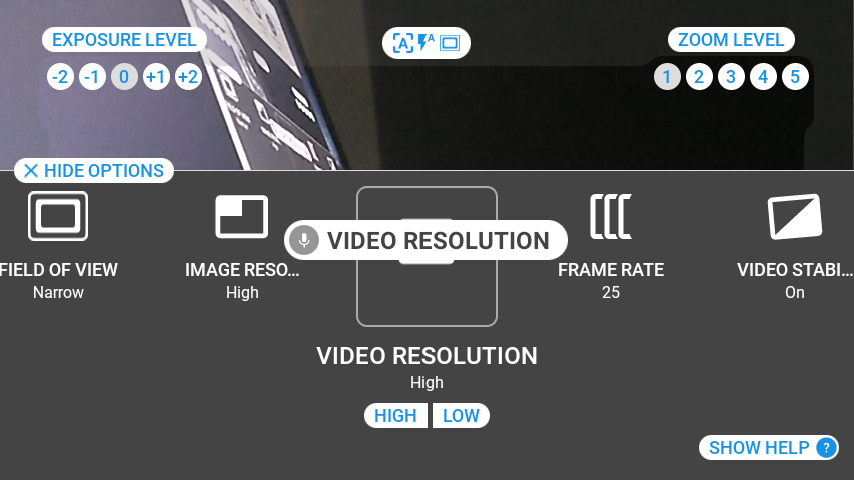 EXPOSURE LEVEL
-2 -1 0 +1 +2
A A
ZOOM LEVEL
1 2 3 4 5
HIDE OPTIONS
FIELD OF VIEW
Narrow
IMAGE RESO...
High
VIDEO RESOLUTION
FRAME RATE
25
VIDEO STABI...
On
VIDEO RESOLUTION
High
HIGH LOW
SHOW HELP ?